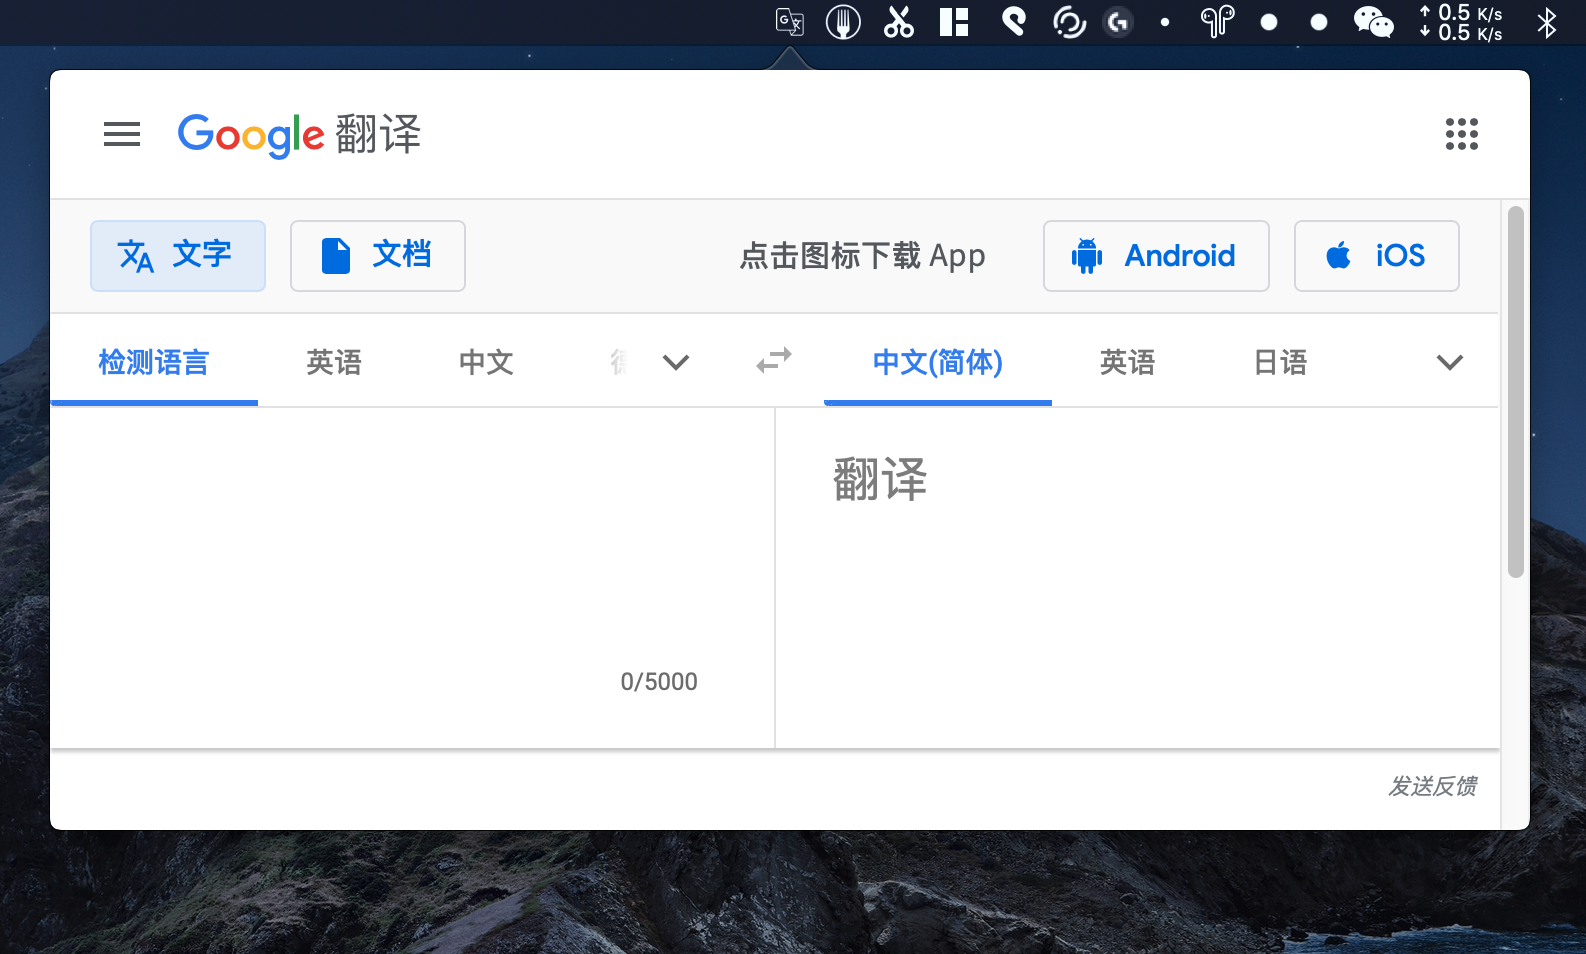 ↑ 0.5 K/s
↓ 0.5 K/s
Google 翻译
文字
文档
点击图标下载 App
Android
iOS
检测语言
英语
中文
中文(简体)
英语
日语
翻译
0/5000
发送反馈